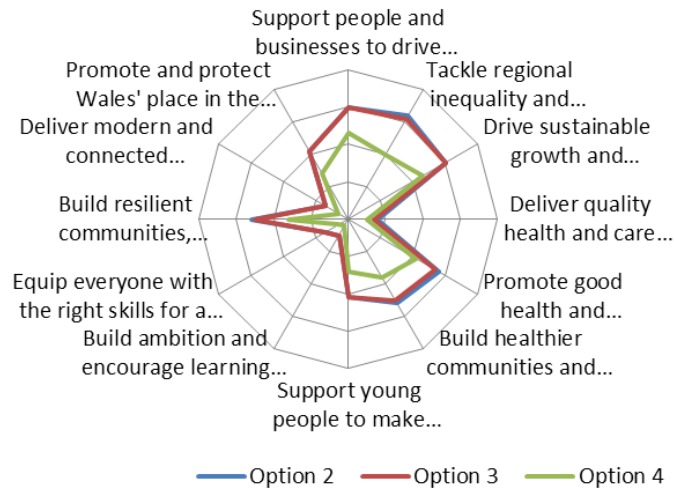 Support people and
businesses to drive...
Tackle regional
inequality and...
Drive sustainable
growth and...
Deliver quality
health and care...
Promote good
health and...
Build healthier
communities and...
Support young
people to make...
Build ambition and
encourage learning...
Equip everyone with
the right skills for a...
Build resilient
communities,...
Deliver modern and
connected...
Promote and protect
Wales' place in the...
Option 2
Option 3
Option 4